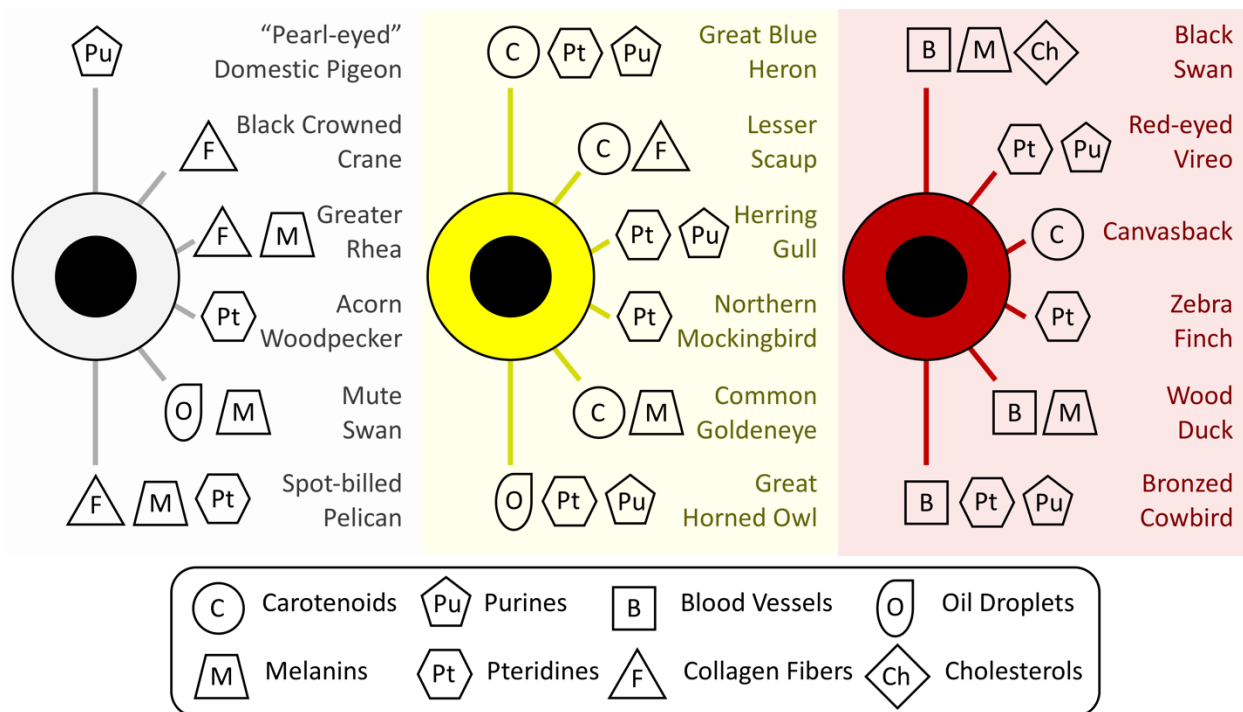 Pu
“Pearl-eyed”
Domestic Pigeon
F
Black Crowned
Crane
F M
Greater
Rhea
Pt
Acorn
Woodpecker
O M
Mute
Swan
F M Pt
Spot-billed
Pelican
C Pt Pu
Great Blue
Heron
C F
Lesser
Scaup
Pt Pu
Herring
Gull
Pt
Northern
Mockingbird
C M
Common
Goldeneye
O Pt Pu
Great
Horned Owl
B M Ch
Black
Swan
Pt Pu
Red-eyed
Vireo
C
Canvasback
Pt
Zebra
Finch
B M
Wood
Duck
B Pt Pu
Bronzed
Cowbird
C Carotenoids Pu Purines B Blood Vessels O Oil Droplets
M Melanins Pt Pteridines F Collagen Fibers Ch Cholesterols